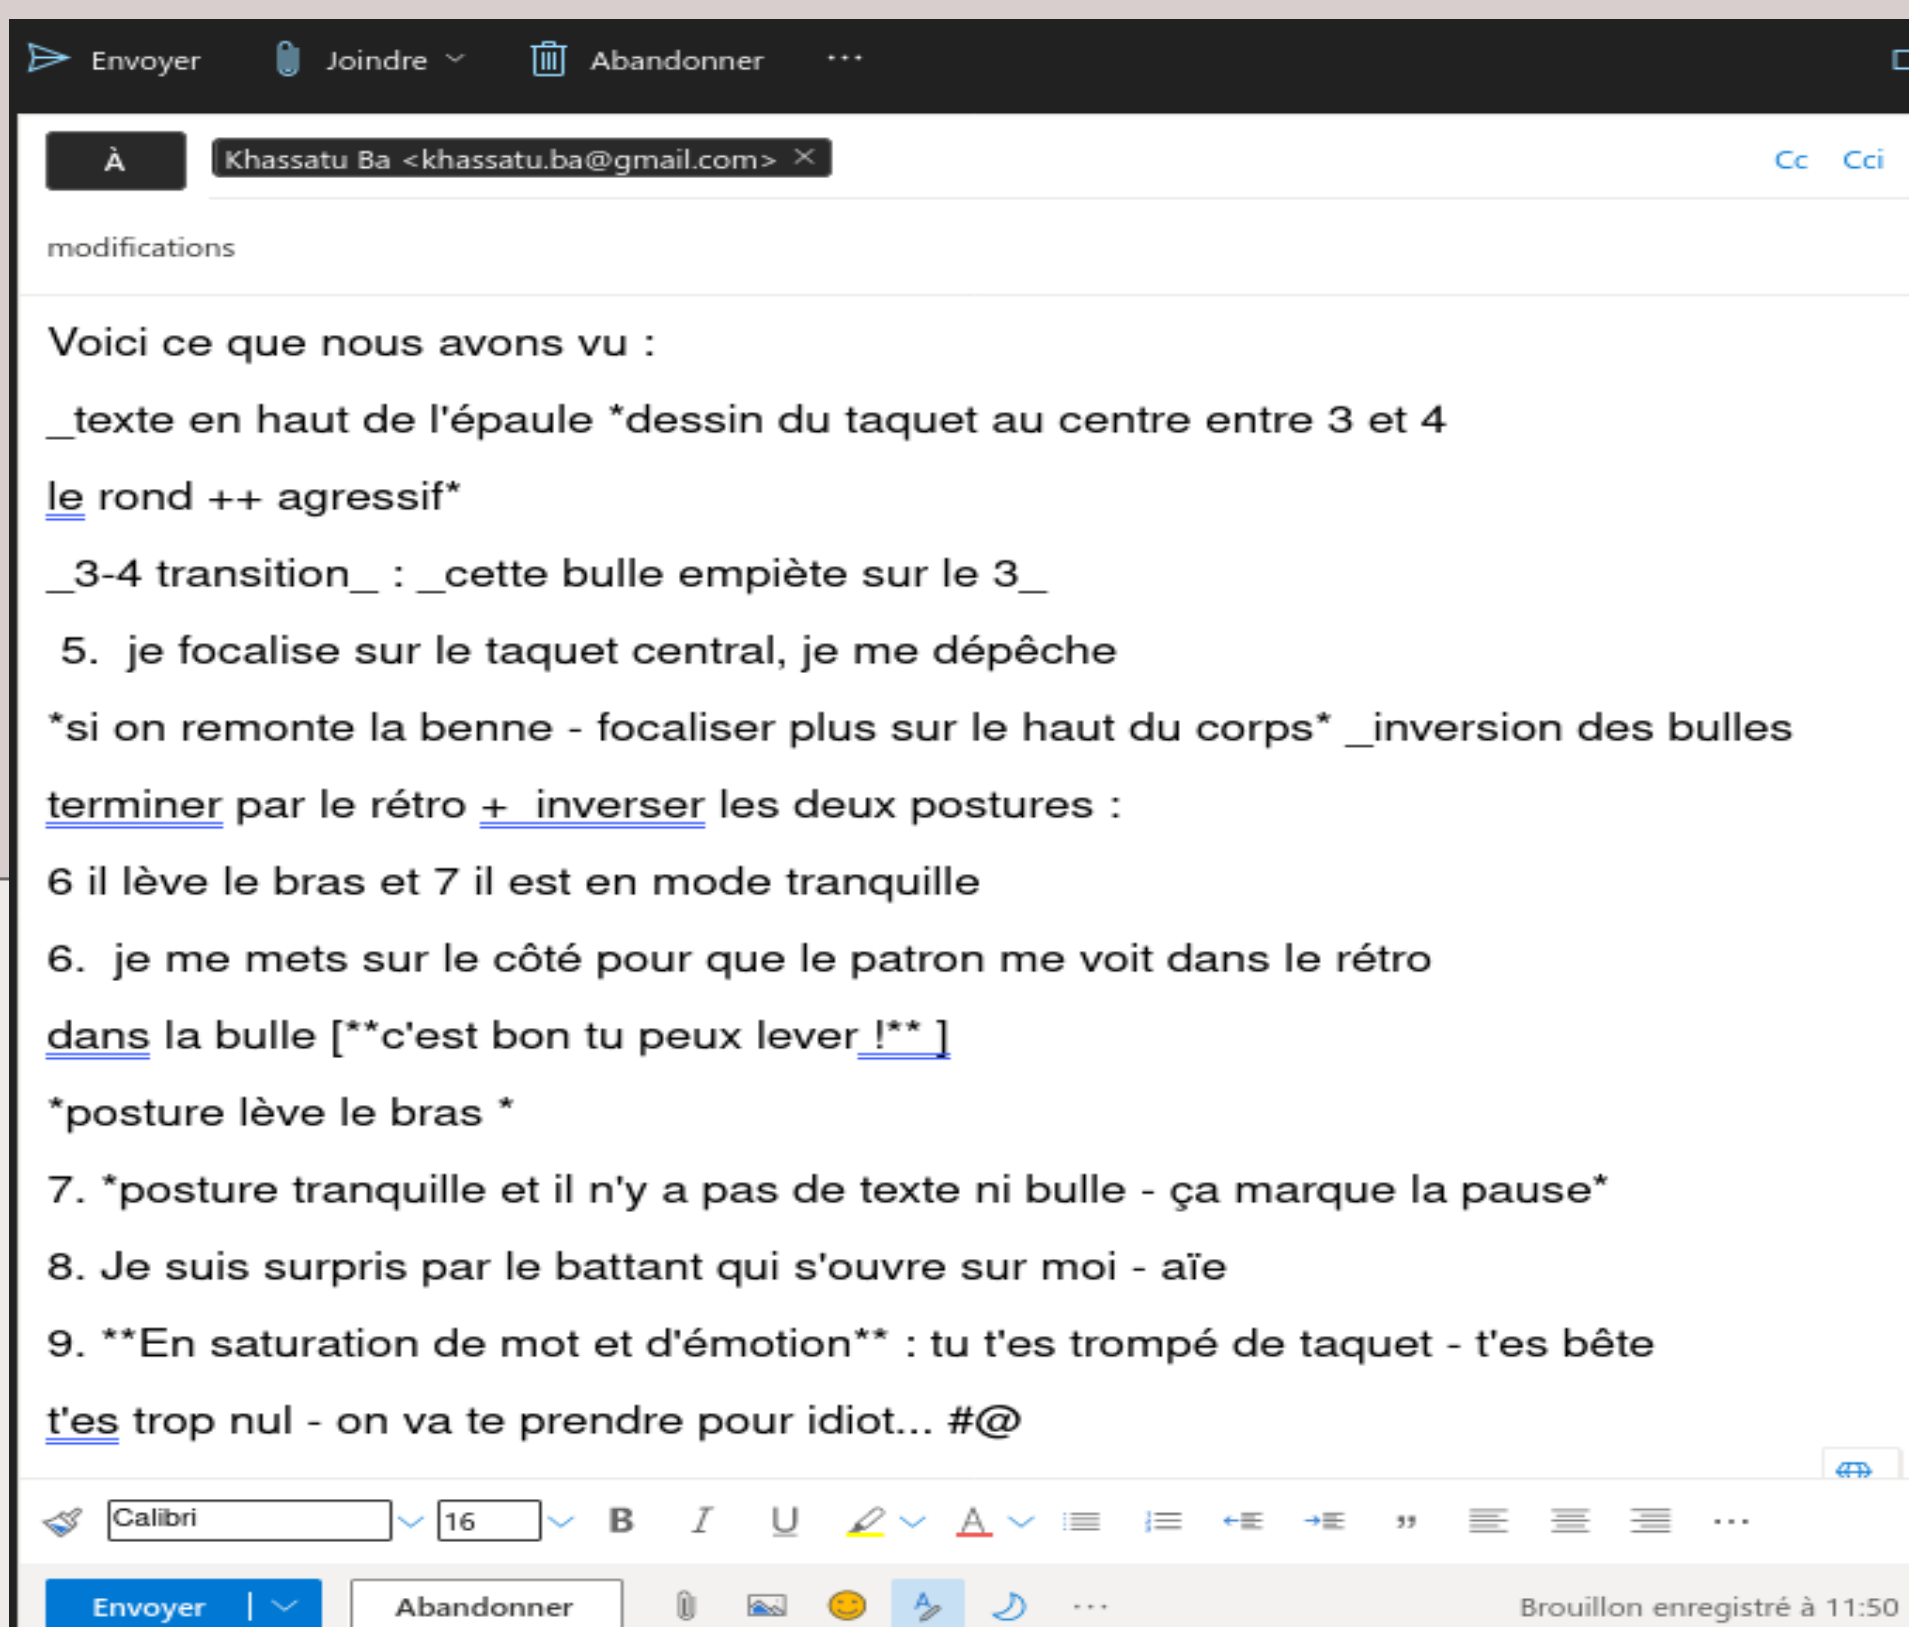 Envoyer Joindre Abandonner ...
À Khassatu Ba <khassatu.ba@gmail.com> × Cc Cci
modifications
Voici ce que nous avons vu :
_texte en haut de l'épaule *dessin du taquet au centre entre 3 et 4
le rond ++ agressif*
_3-4 transition_ : _cette bulle empiète sur le 3_
5. je focalise sur le taquet central, je me dépêche
*si on remonte la benne - focaliser plus sur le haut du corps* _inversion des bulles
terminer par le rétro +_inverser les deux postures :
6 il lève le bras et 7 il est en mode tranquille
6. je me mets sur le côté pour que le patron me voit dans le rétro
dans la bulle [**c'est bon tu peux lever !** ]
*posture lève le bras *
7. *posture tranquille et il n'y a pas de texte ni bulle - ça marque la pause*
8. Je suis surpris par le battant qui s'ouvre sur moi - aïe
9. **En saturation de mot et d'émotion** : tu t'es trompé de taquet - t'es bête
t'es trop nul - on va te prendre pour idiot... #@
Calibri 16 B I U A ” ...
Envoyer Abandonner ... Brouillon enregistré à 11:50